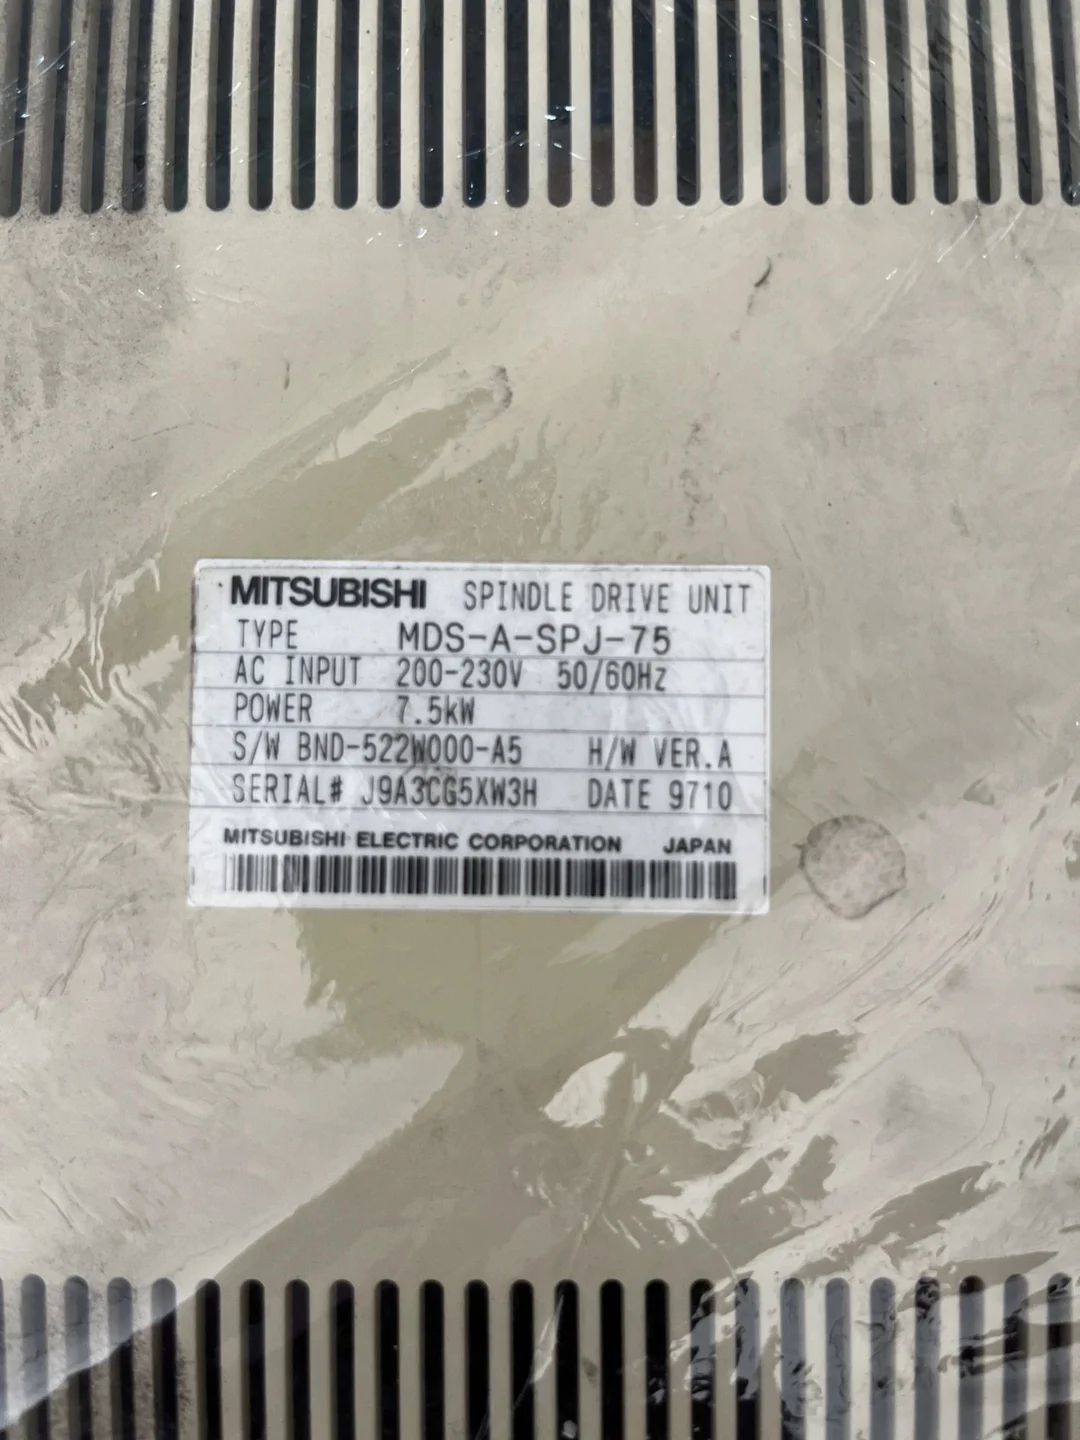 MITSUBISHI SPINDLE DRIVE UNIT
TYPE MDS-A-SPJ-75
AC INPUT 200-230V 50/60Hz
POWER 7.5kW
S/W BND-522W000-A5 H/W VER.A
SERIAL# J9A3CG5XW3H DATE 9710
MITSUBISHI ELECTRIC CORPORATION JAPAN